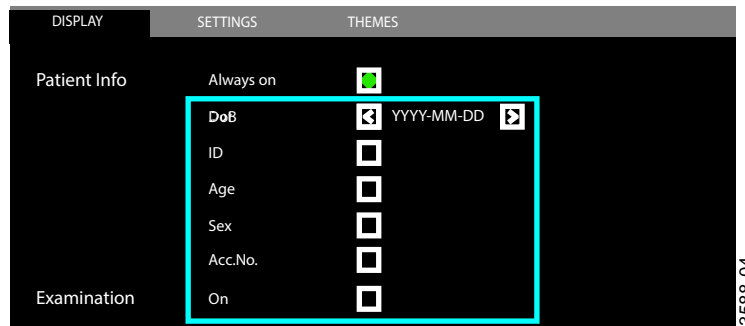 DISPLAY SETTINGS THEMES
Patient Info Always on
DoB YYYY-MM-DD
ID
Age
Sex
Acc.No.
Examination On